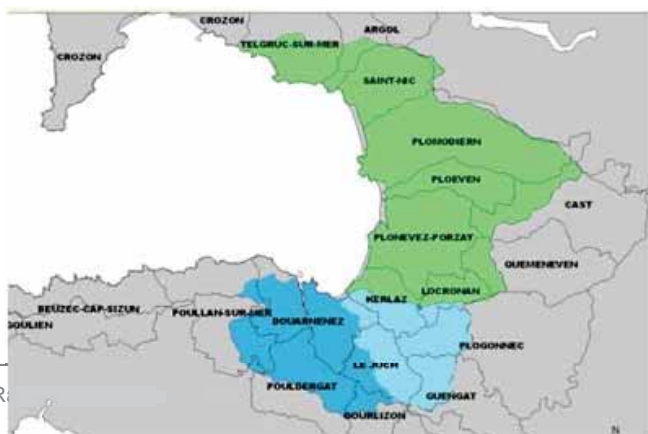 CROZON
CROZON
ARGOL
TELGRUC-SUR-MER
SAINT-NIC
PLOMODIERN
PLOEVEN
CAST
PLONEVEZ-PORZAY
QUEMENEVEN
LOCRONAN
KERLAZ
BEUZEC-CAP-SIZUN
POULLAN-SUR-MER
GOULIEN
DOUARNENEZ
PLOGONNEC
LE JUCH
POULDERGAT
GUENGAT
GOURLIZON
N